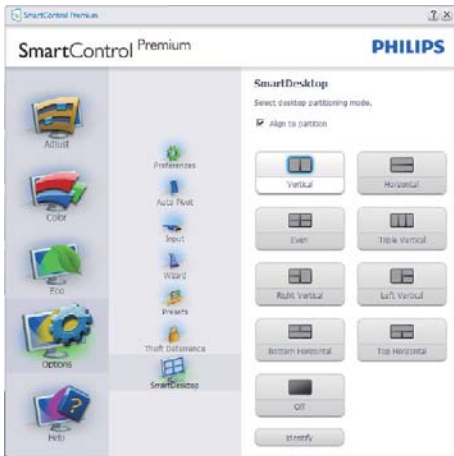 SmartControl Premium
SmartControl Premium
PHILIPS
Adjust
Color
Eco
Options
Help
Preferences
Auto Pivot
Input
Wizard
Presets
Theft Deterrence
SmartDesktop
SmartDesktop
Select desktop partitioning mode.
Align to partition
Vertical
Horizontal
Even
Triple Vertical
Right Vertical
Left Vertical
Bottom Horizontal
Top Horizontal
Off
Identify